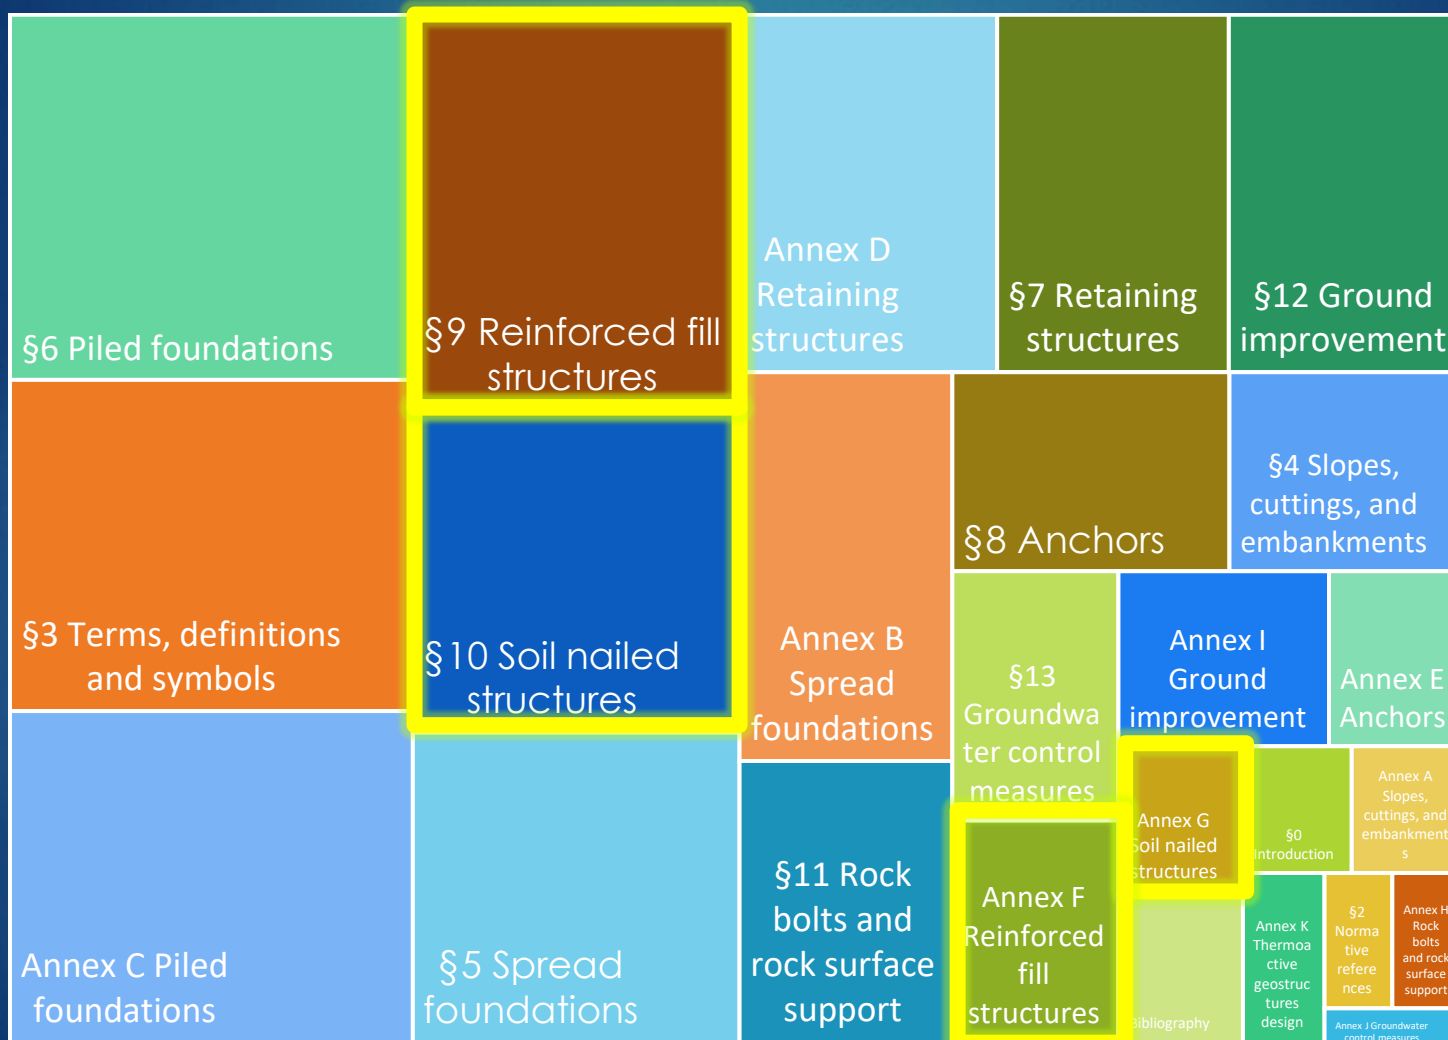 §6 Piled foundations
§9 Reinforced fill
structures
Annex D
Retaining
structures
§7 Retaining
structures
§12 Ground
improvement
§3 Terms, definitions
and symbols
§10 Soil nailed
structures
Annex B
Spread
foundations
§8 Anchors
§4 Slopes,
cuttings, and
embankments
§13
Groundwa
ter control
measures
Annex I
Ground
improvement
Annex E
Anchors
Annex C Piled
foundations
§5 Spread
foundations
§11 Rock
bolts and
rock surface
support
Annex F
Reinforced
fill
structures
Annex G
Soil nailed
structures
§0
Introduction
Annex A
Slopes,
cuttings, and
embankment
s
Bibliography
Annex K
Thermoa
ctive
geostruc
tures
design
§2
Norma
tive
refere
nces
Annex H
Rock
bolts
and rock
surface
support
Annex J Groundwater
control measures